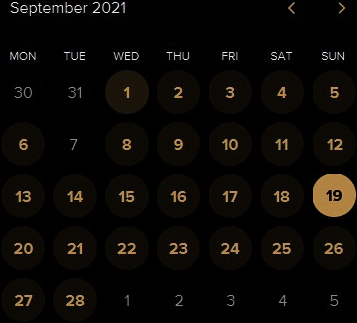 September 2021
MON TUE WED THU FRI SAT SUN
30 31 1 2 3 4 5
6 7 8 9 10 11 12
13 14 15 16 17 18 19
20 21 22 23 24 25 26
27 28 1 2 3 4 5